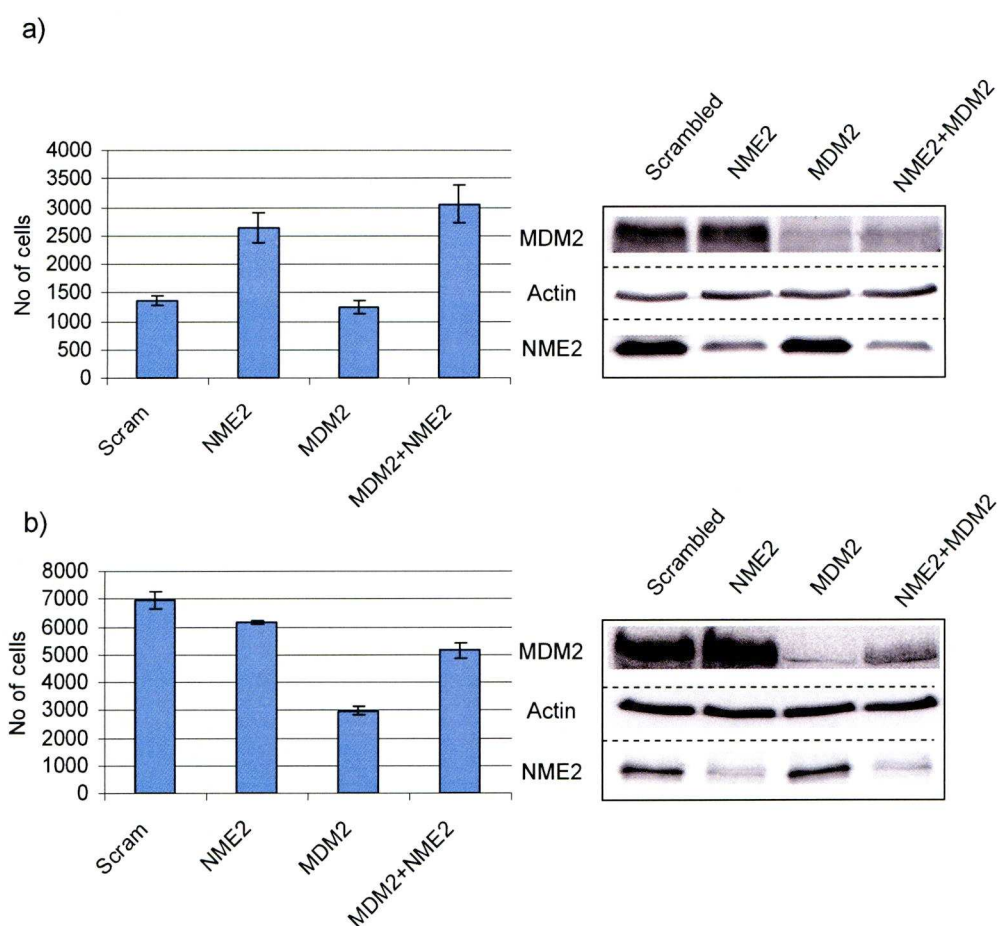 a)
4000
3500
3000
2500
2000
1500
1000
500
0
No of cells
Scram
NME2
MDM2
MDM2+NME2
Scrambled
NME2
MDM2
NME2+MDM2
MDM2
Actin
NME2
b)
8000
7000
6000
5000
4000
3000
2000
1000
0
No of cells
Scram
NME2
MDM2
MDM2+NME2
Scrambled
NME2
MDM2
NME2+MDM2
MDM2
Actin
NME2